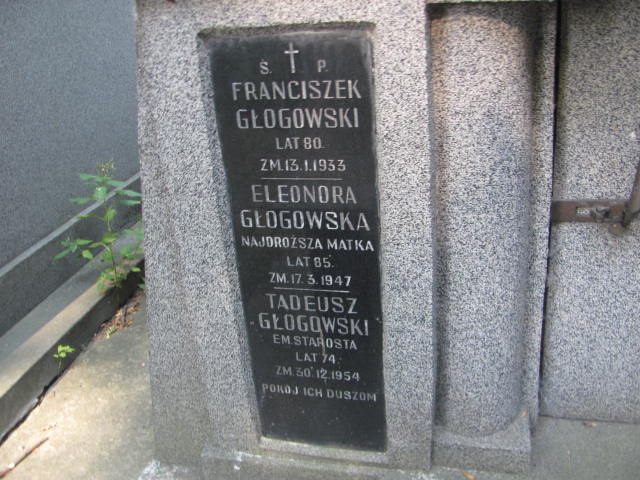 Ś. P.
FRANCISZEK
GŁOGOWSKI
LAT 80.
ZM. 13.1.1933
ELEONORA
GŁOGOWSKA
NAJDROŻSZA MATKA
LAT 85.
ZM. 17.3.1947
TADEUSZ
GŁOGOWSKI
EM. STAROSTA
LAT 74.
ZM. 30.12.1954
POKÓJ ICH DUSZOM